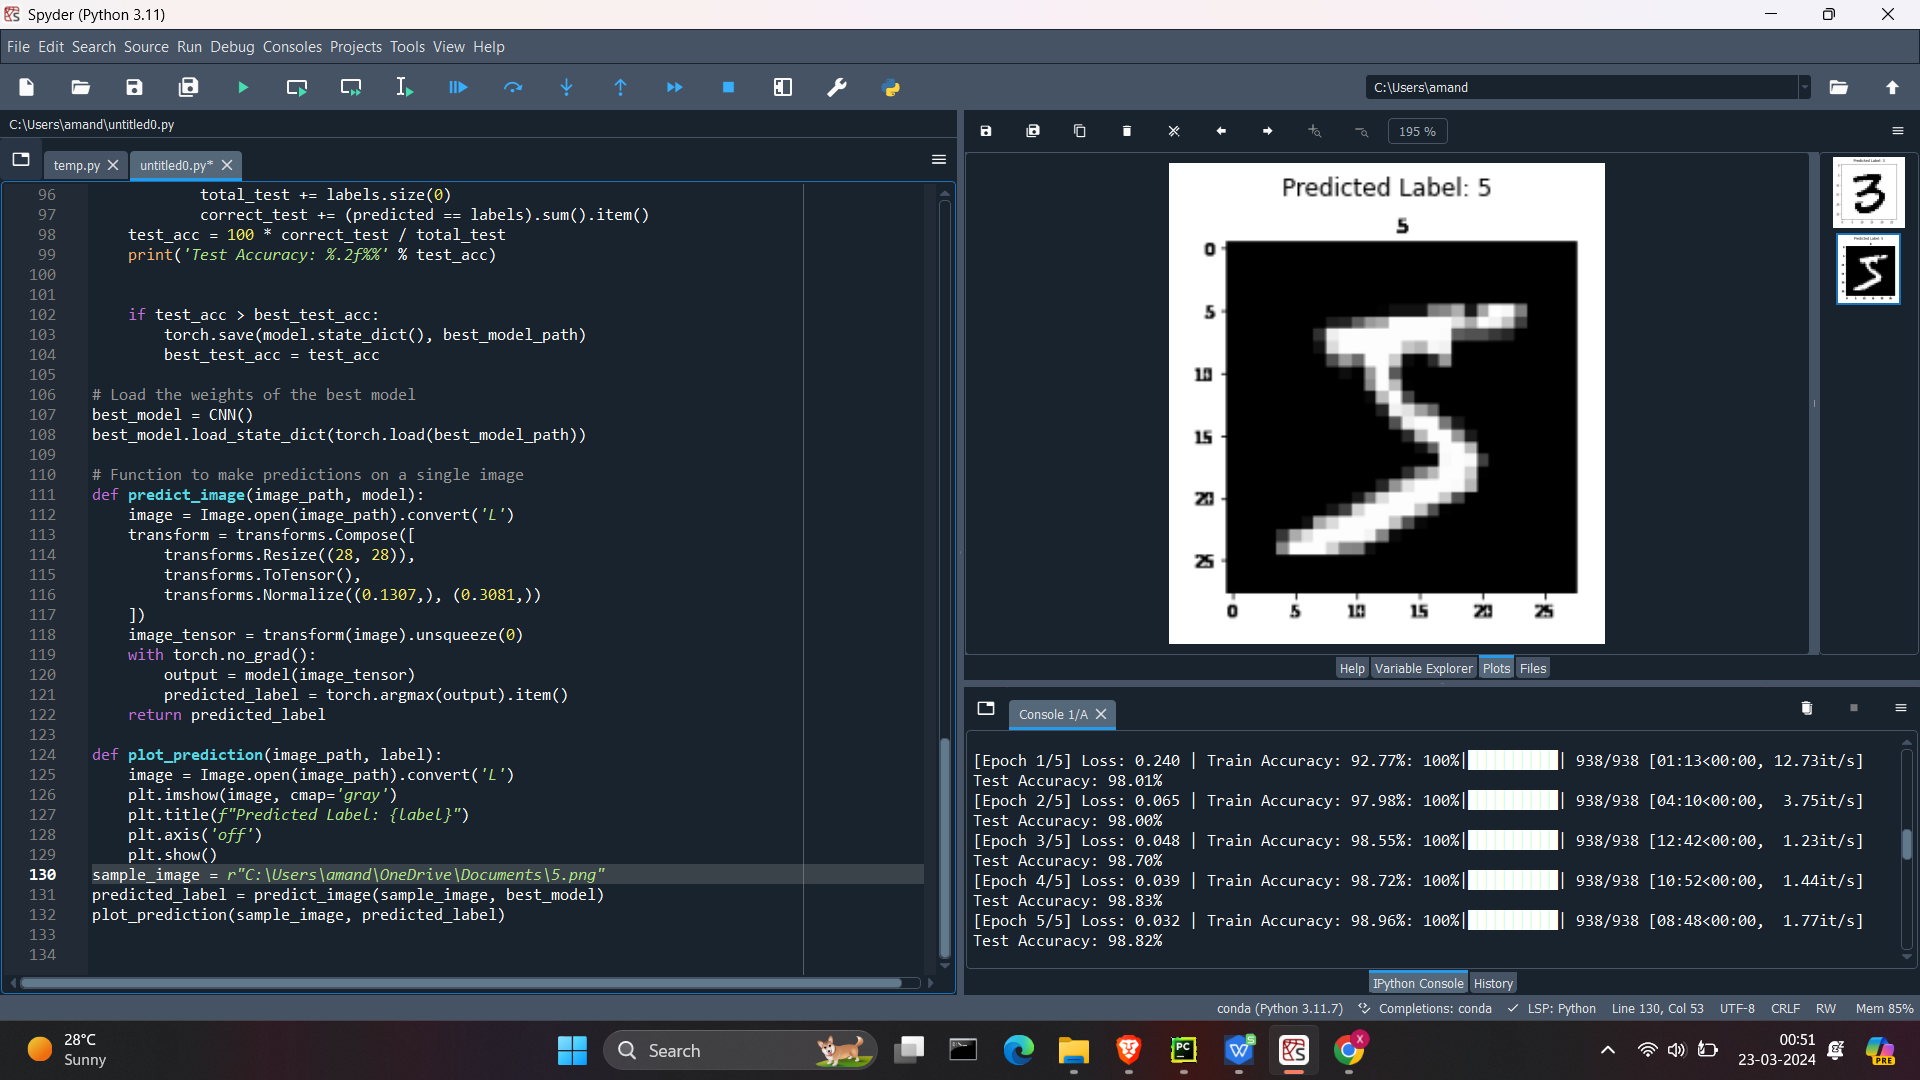 Spyder (Python 3.11)
File Edit Search Source Run Debug Consoles Projects Tools View Help
C:\Users\amand
C:\Users\amand\untitled0.py
temp.py
untitled0.py*
96 total_test += labels.size(0)
97 correct_test += (predicted == labels).sum().item()
98 test_acc = 100 * correct_test / total_test
99 print('Test Accuracy: %.2f%%' % test_acc)
100
101
102 if test_acc > best_test_acc:
103 torch.save(model.state_dict(), best_model_path)
104 best_test_acc = test_acc
105
106 # Load the weights of the best model
107 best_model = CNN()
108 best_model.load_state_dict(torch.load(best_model_path))
109
110 # Function to make predictions on a single image
111 def predict_image(image_path, model):
112 image = Image.open(image_path).convert('L')
113 transform = transforms.Compose([
114 transforms.Resize((28, 28)),
115 transforms.ToTensor(),
116 transforms.Normalize((0.1307,), (0.3081,))
117 ])
118 image_tensor = transform(image).unsqueeze(0)
119 with torch.no_grad():
120 output = model(image_tensor)
121 predicted_label = torch.argmax(output).item()
122 return predicted_label
123
124 def plot_prediction(image_path, label):
125 image = Image.open(image_path).convert('L')
126 plt.imshow(image, cmap='gray')
127 plt.title(f"Predicted Label: {label}")
128 plt.axis('off')
129 plt.show()
130 sample_image = r"C:\Users\amand\OneDrive\Documents\5.png"
131 predicted_label = predict_image(sample_image, best_model)
132 plot_prediction(sample_image, predicted_label)
133
134
195 %
Predicted Label: 5
5
0
5
10
15
20
25
0 5 10 15 20 25
5
3
5
Help Variable Explorer Plots Files
Console 1/A
[Epoch 1/5] Loss: 0.240 | Train Accuracy: 92.77%: 100%|██████████| 938/938 [01:13<00:00, 12.73it/s]
Test Accuracy: 98.01%
[Epoch 2/5] Loss: 0.065 | Train Accuracy: 97.98%: 100%|██████████| 938/938 [04:10<00:00, 3.75it/s]
Test Accuracy: 98.00%
[Epoch 3/5] Loss: 0.048 | Train Accuracy: 98.55%: 100%|██████████| 938/938 [12:42<00:00, 1.23it/s]
Test Accuracy: 98.70%
[Epoch 4/5] Loss: 0.039 | Train Accuracy: 98.72%: 100%|██████████| 938/938 [10:52<00:00, 1.44it/s]
Test Accuracy: 98.83%
[Epoch 5/5] Loss: 0.032 | Train Accuracy: 98.96%: 100%|██████████| 938/938 [08:48<00:00, 1.77it/s]
Test Accuracy: 98.82%
IPython Console History
conda (Python 3.11.7) Completions: conda LSP: Python Line 130, Col 53 UTF-8 CRLF RW Mem 85%
28°C
Sunny
Search
00:51
23-03-2024
PRE